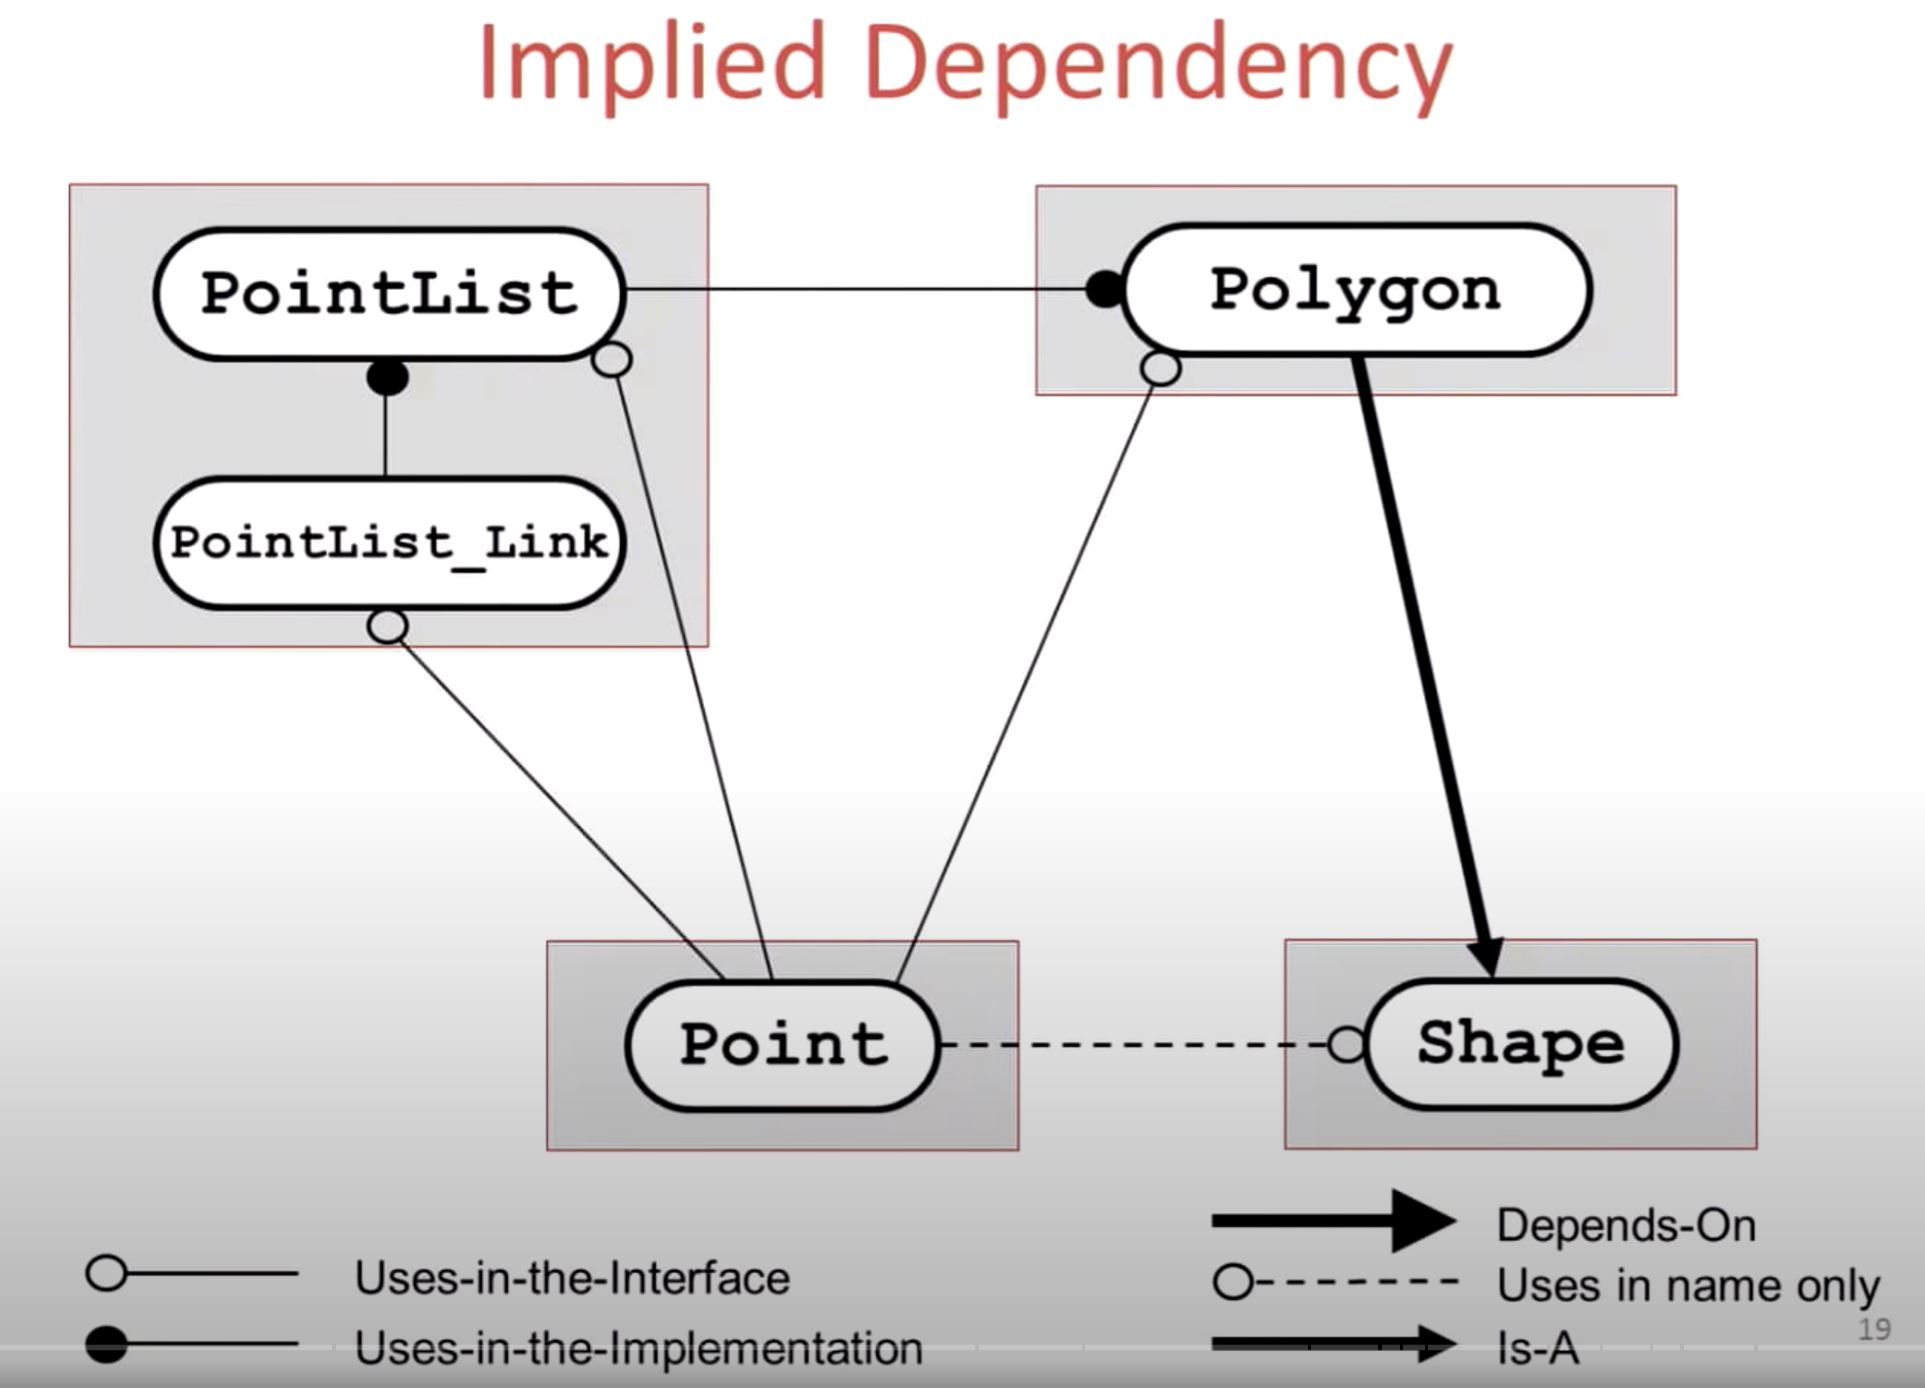 Implied Dependency
PointList
Polygon
PointList_Link
Point
Shape
Depends-On
Uses-in-the-Interface
Uses in name only
19
Uses-in-the-Implementation
Is-A